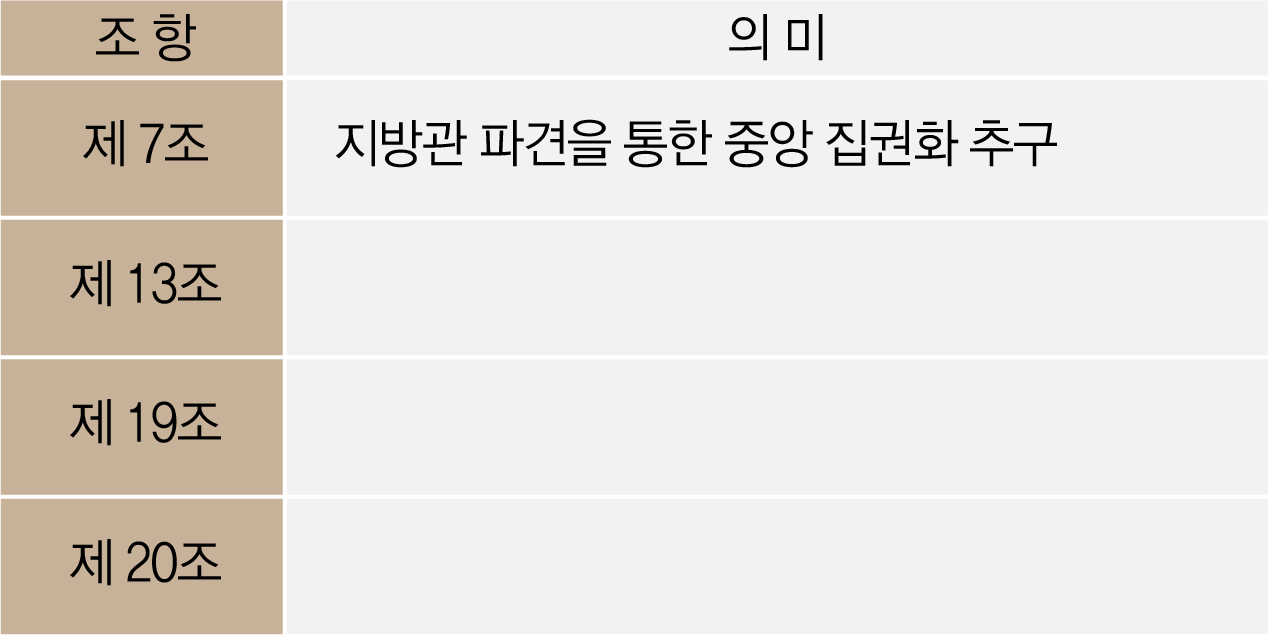 조 항 의 미
제 7조 지방관 파견을 통한 중앙 집권화 추구
제 13조
제 19조
제 20조